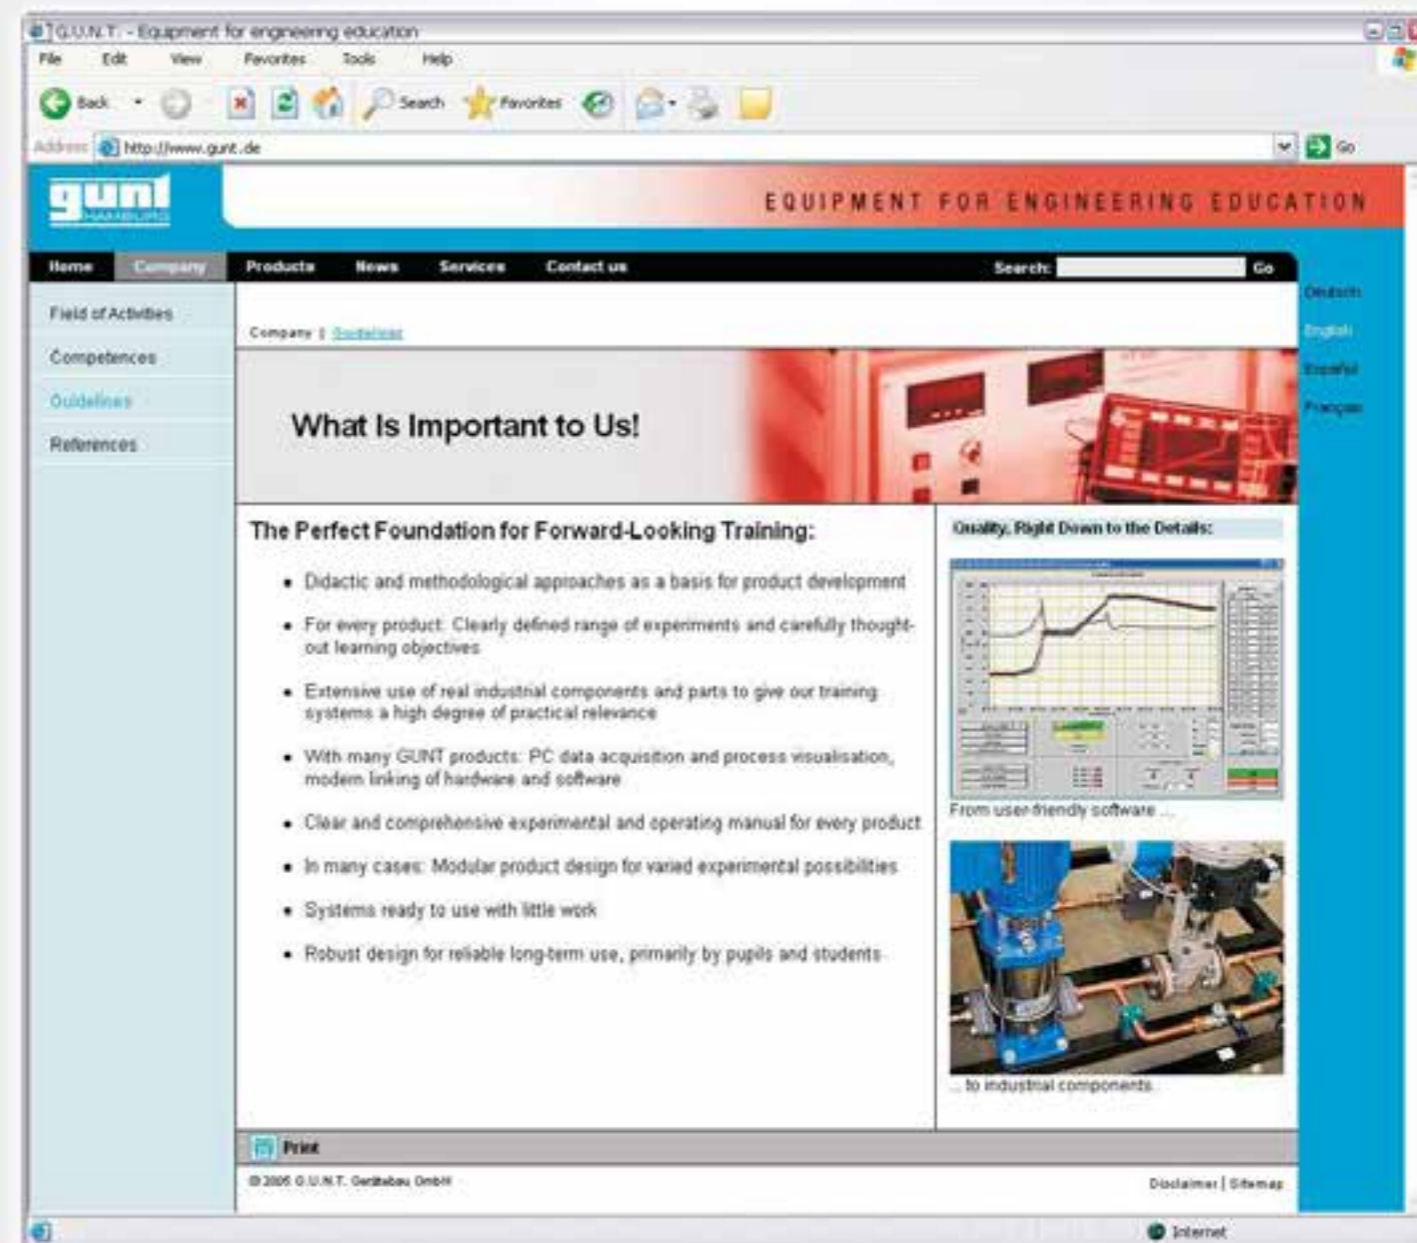 G.U.N.T. - Equipment for engineering education
File Edit View Favorites Tools Help
Back Search Favorites
Address http://www.gunt.de Go
gunt
HAMBURG
EQUIPMENT FOR ENGINEERING EDUCATION
Home Company Products News Services Contact us Search: Go
Deutsch
English
Español
Français
Field of Activities
Competences
Guidelines
References
Company | Guidelines
What Is Important to Us!
The Perfect Foundation for Forward-Looking Training:
• Didactic and methodological approaches as a basis for product development
• For every product: Clearly defined range of experiments and carefully thought-
out learning objectives
• Extensive use of real industrial components and parts to give our training
systems a high degree of practical relevance
• With many GUNT products: PC data acquisition and process visualisation,
modern linking of hardware and software
• Clear and comprehensive experimental and operating manual for every product
• In many cases: Modular product design for varied experimental possibilities
• Systems ready to use with little work
• Robust design for reliable long-term use, primarily by pupils and students
Quality, Right Down to the Details:
From user-friendly software ...
... to industrial components
Print
© 2005 G.U.N.T. Gerätebau GmbH
Disclaimer | Sitemap
Internet